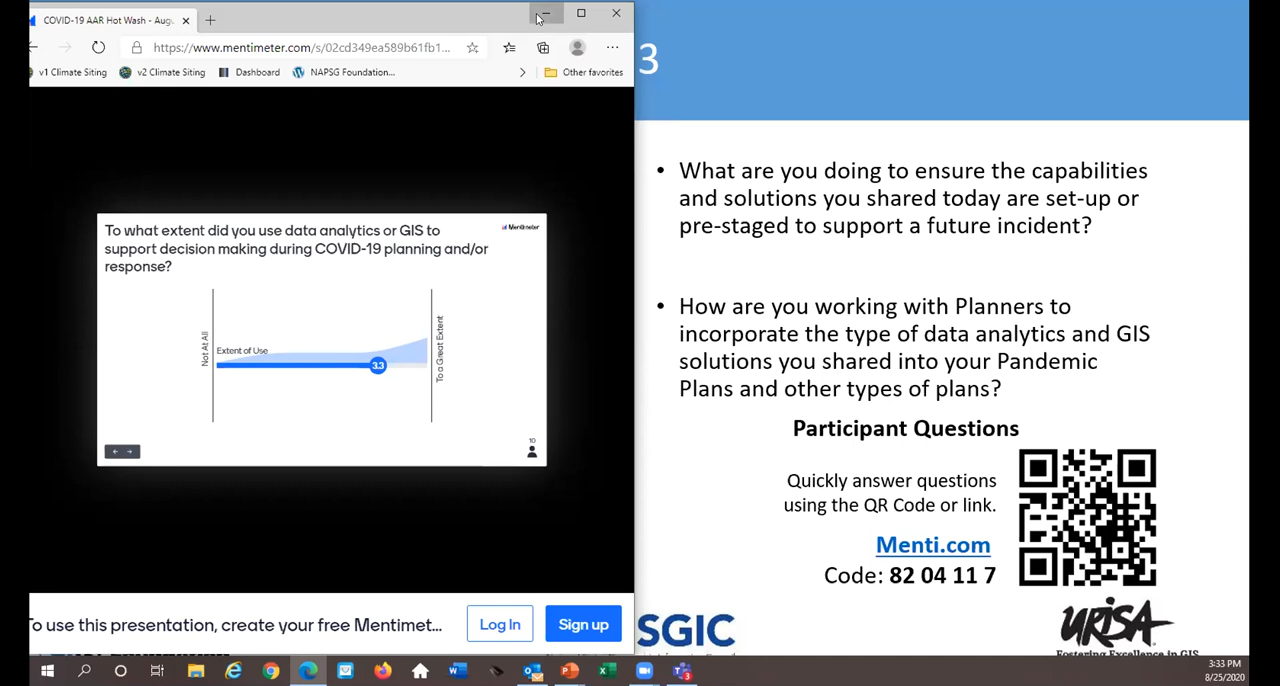 COVID-19 AAR Hot Wash - Aug
https://www.mentimeter.com/s/02cd349ea589b61fb1...
v1 Climate Siting
v2 Climate Siting
Dashboard
NAPSG Foundation...
Other favorites
To what extent did you use data analytics or GIS to
support decision making during COVID-19 planning and/or
response?
Mentimeter
Not At All
Extent of Use
3.3
To a Great Extent
10
To use this presentation, create your free Mentimet...
Log In
Sign up
3
• What are you doing to ensure the capabilities
and solutions you shared today are set-up or
pre-staged to support a future incident?
• How are you working with Planners to
incorporate the type of data analytics and GIS
solutions you shared into your Pandemic
Plans and other types of plans?
Participant Questions
Quickly answer questions
using the QR Code or link.
Menti.com
Code: 82 04 11 7
SGIC
URISA
Fostering Excellence in GIS
3:33 PM
8/25/2020